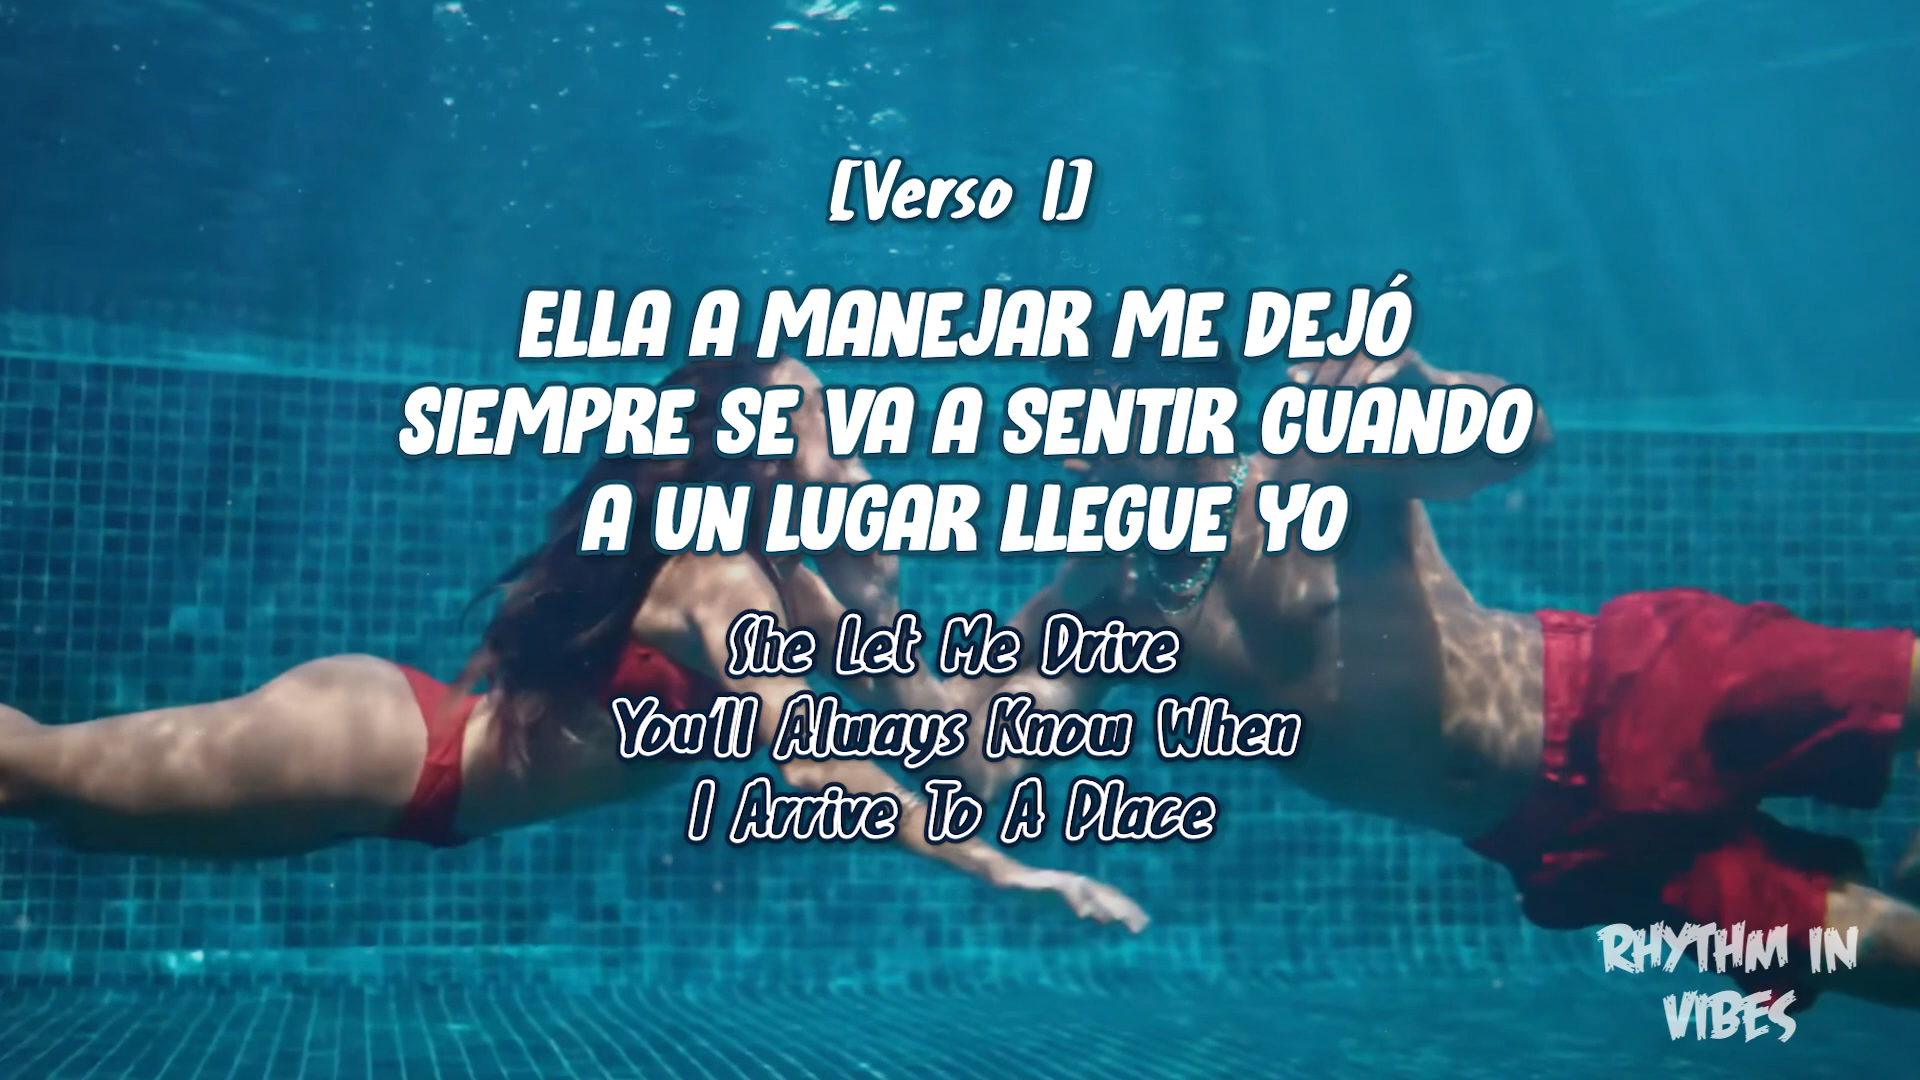 [Verso 1]
ELLA A MANEJAR ME DEJÓ
SIEMPRE SE VA A SENTIR CUANDO
A UN LUGAR LLEGUE YO
She Let Me Drive
You'll Always Know When
I Arrive To A Place
RHYTHM IN
VIBES